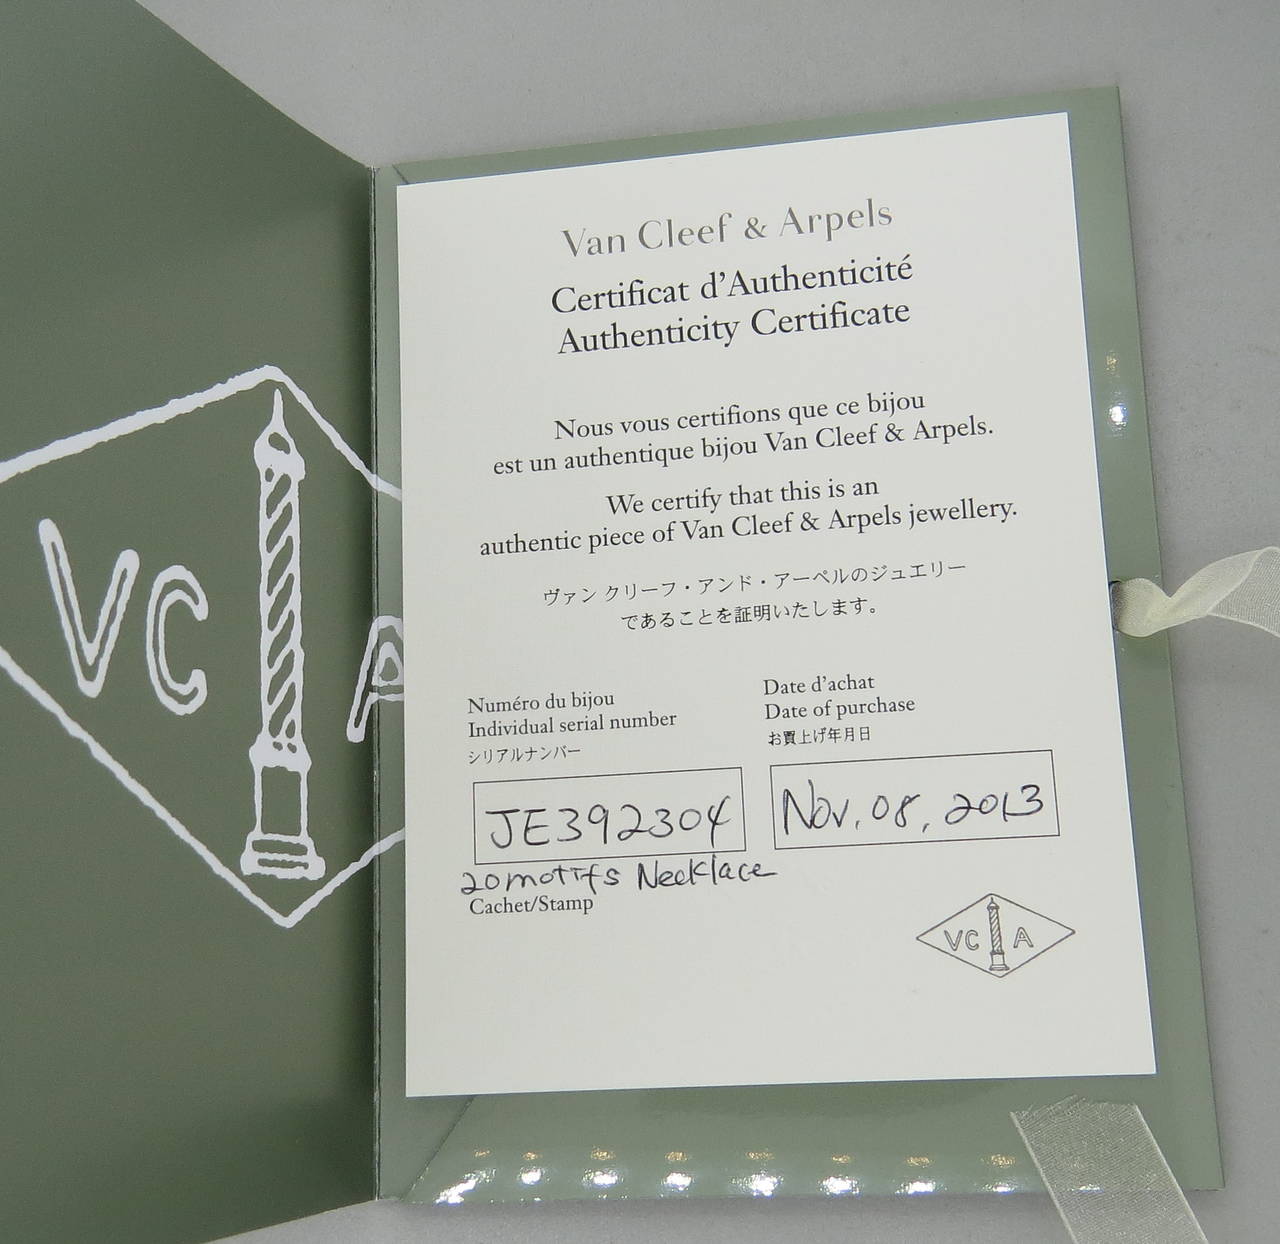 VC A
Van Cleef & Arpels
Certificat d'Authenticité
Authenticity Certificate
Nous vous certifions que ce bijou
est un authentique bijou Van Cleef & Arpels.
We certify that this is an
authentic piece of Van Cleef & Arpels jewellery.
ヴァン クリーフ・アンド・アーペルのジュエリー
であることを証明いたします。
Numéro du bijou
Individual serial number
シリアルナンバー
Date d'achat
Date of purchase
お買上げ年月日
JE392304
Nov. 08, 2013
20motifs Necklace
Cachet/Stamp
VC A